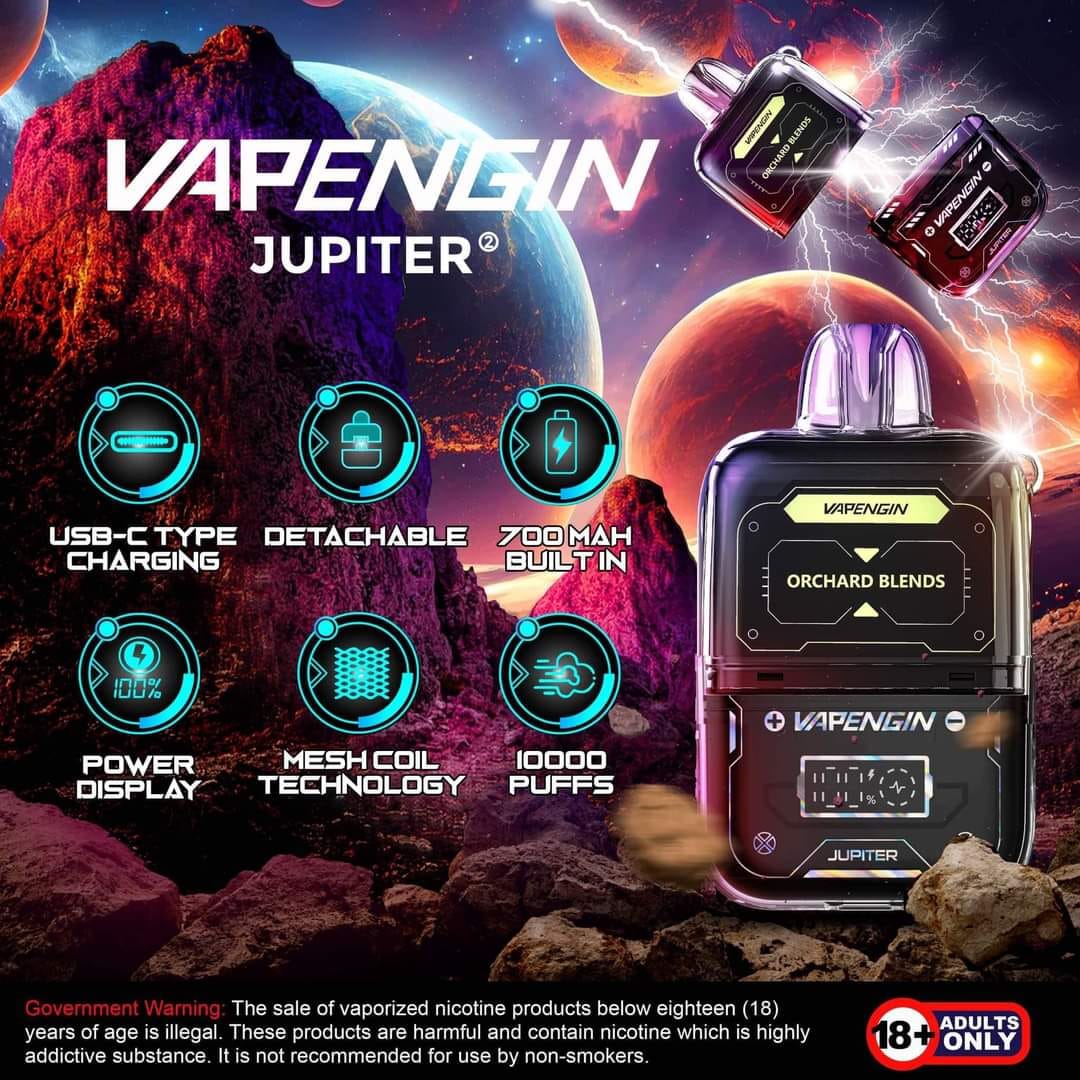 VAPENGIN
JUPITER②
VAPENGIN
ORCHARD BLENDS
VAPENGIN
JUPITER
USB-C TYPE
CHARGING
DETACHABLE
700 MAH
BUILT IN
100%
POWER
DISPLAY
MESH COIL
TECHNOLOGY
10000
PUFFS
VAPENGIN
ORCHARD BLENDS
VAPENGIN
%
JUPITER
Government Warning: The sale of vaporized nicotine products below eighteen (18)
years of age is illegal. These products are harmful and contain nicotine which is highly
addictive substance. It is not recommended for use by non-smokers.
18+ ADULTS
ONLY